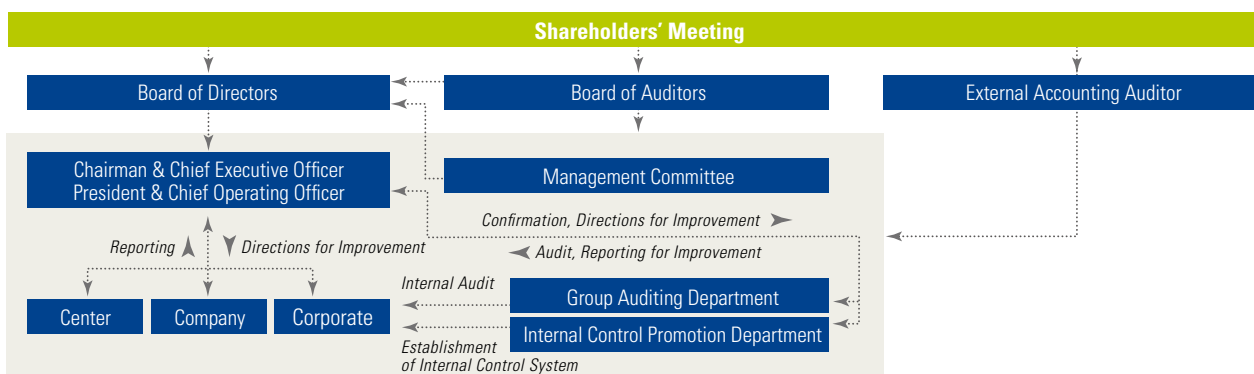 Shareholders’ Meeting
Board of Directors
Board of Auditors
External Accounting Auditor
Chairman & Chief Executive Officer
President & Chief Operating Officer
Management Committee
Confirmation, Directions for Improvement
Reporting
Directions for Improvement
Audit, Reporting for Improvement
Internal Audit
Group Auditing Department
Center
Company
Corporate
Internal Control Promotion Department
Establishment
of Internal Control System